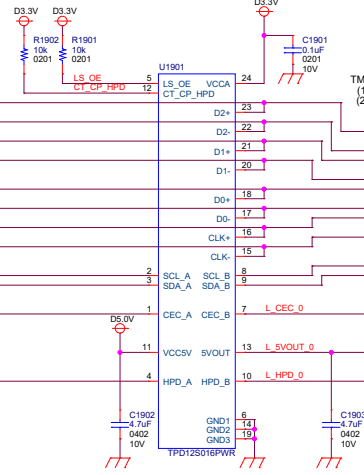 D3.3V D3.3V D3.3V
R1902 R1901 C1901
10k 10k 0.1uF
0201 0201 0201
10V
U1901
TM
(1
(2
LS_OE 5 LS_OE VCCA 24
CT_CP_HPD 12 CT_CP_HPD
D2+ 23
D2- 22
D1+ 21
D1- 20
D0+ 18
D0- 17
CLK+ 16
CLK- 15
2 SCL_A SCL_B 8
3 SDA_A SDA_B 9
1 CEC_A CEC_B 7 L_CEC_0
D5.0V
11 VCC5V 5VOUT 13 L_5VOUT_0
4 HPD_A HPD_B 10 L_HPD_0
C1902 GND1 6 C1903
4.7uF GND2 14 4.7uF
0402 GND3 19 0402
10V 10V
TPD12S016PWR